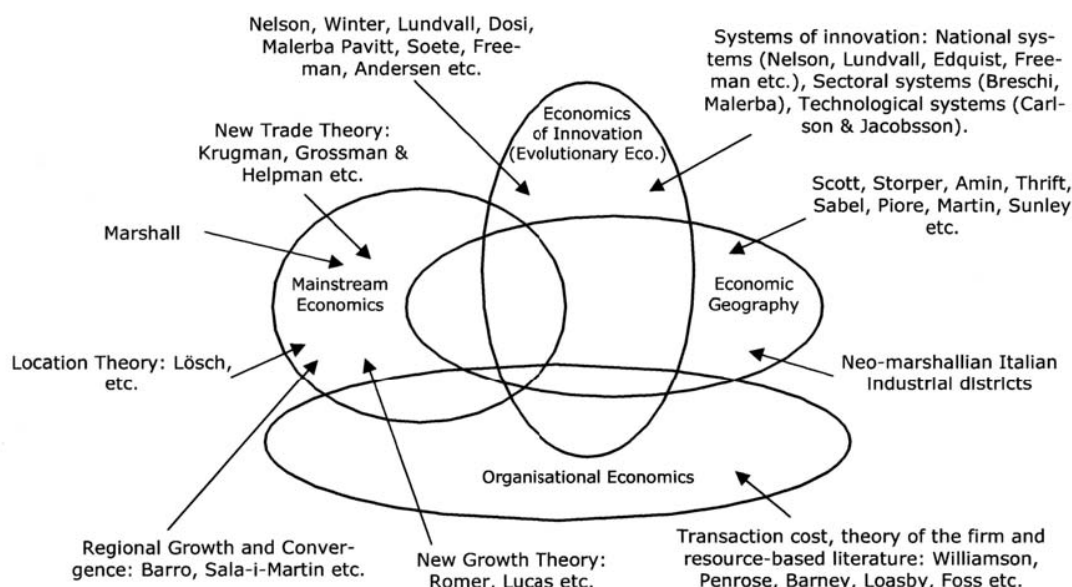 Nelson, Winter, Lundvall, Dosi,
Malerba Pavitt, Soete, Free-
man, Andersen etc.
Systems of innovation: National sys-
tems (Nelson, Lundvall, Edquist, Free-
man etc.), Sectoral systems (Breschi,
Malerba), Technological systems (Carl-
son & Jacobsson).
Economics
of Innovation
(Evolutionary Eco.)
New Trade Theory:
Krugman, Grossman &
Helpman etc.
Scott, Storper, Amin, Thrift,
Sabel, Piore, Martin, Sunley
etc.
Marshall
Mainstream
Economics
Economic
Geography
Location Theory: Lösch,
etc.
Neo-marshallian Italian
industrial districts
Organisational Economics
Regional Growth and Conver-
gence: Barro, Sala-i-Martin etc.
New Growth Theory:
Romer, Lucas etc.
Transaction cost, theory of the firm and
resource-based literature: Williamson,
Penrose, Barney, Loasby, Foss etc.